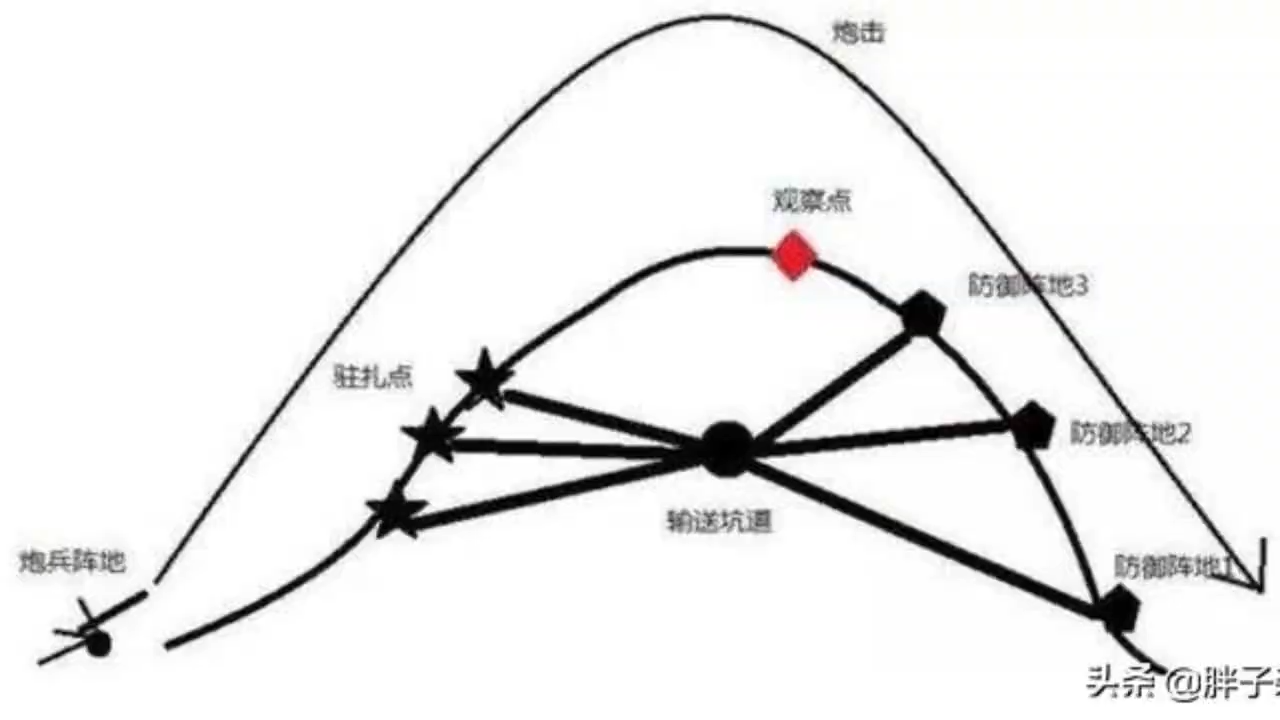 炮击
观察点
防御阵地3
驻扎点
防御阵地2
输送坑道
炮兵阵地
防御阵地1
头条 @胖子